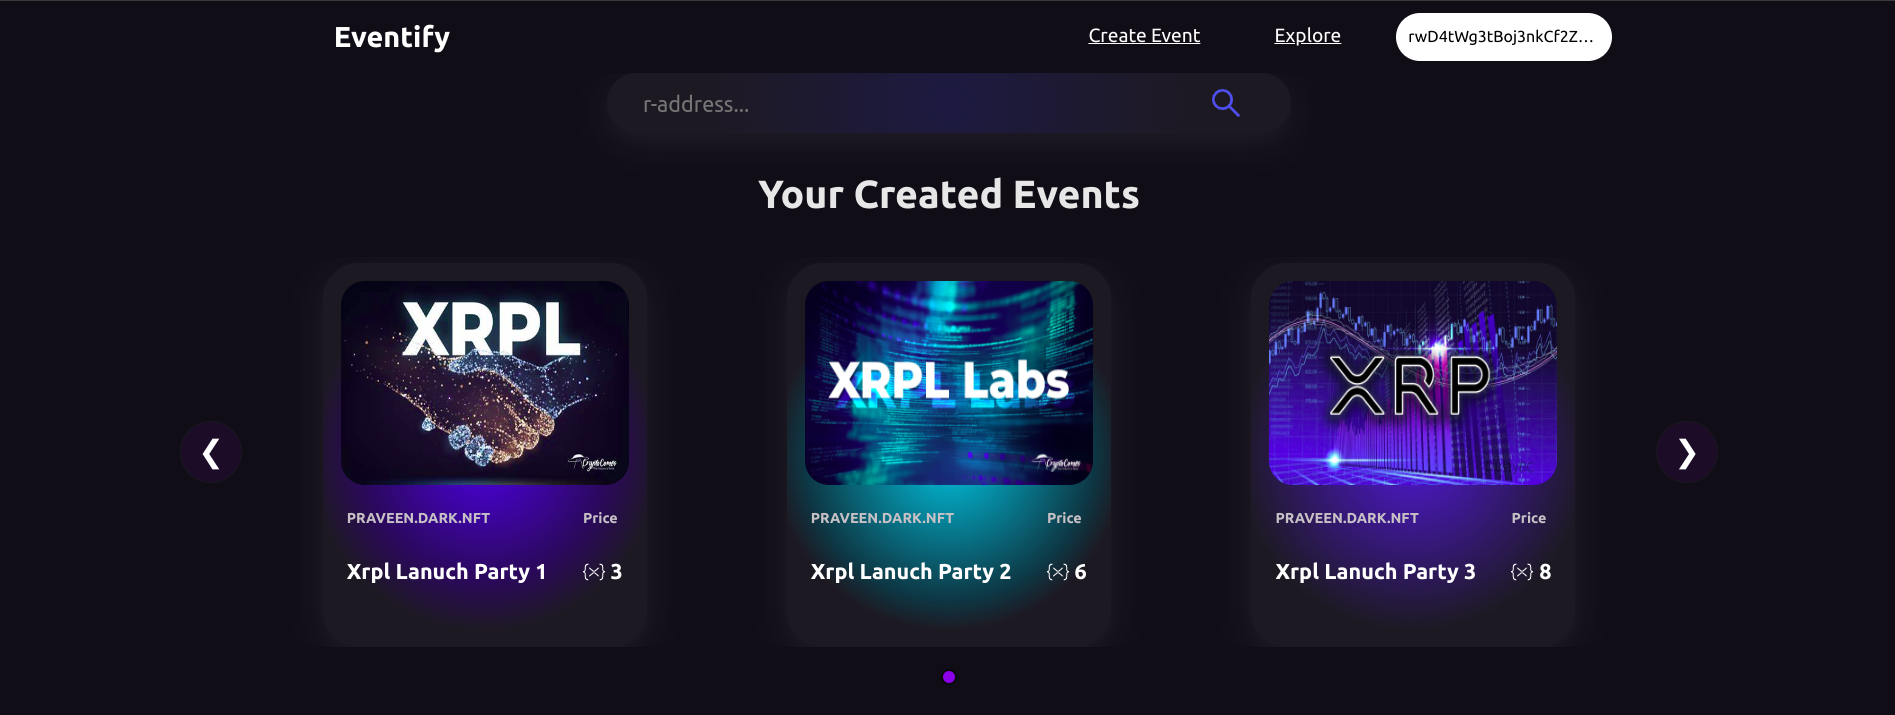 Eventify
Create Event
Explore
rwD4tWg3tBoj3nkCf2Z...
r-address...
Your Created Events
XRPL
CryptoComes
XRPL Labs
CryptoComes
XRP
PRAVEEN.DARK.NFT
Price
PRAVEEN.DARK.NFT
Price
PRAVEEN.DARK.NFT
Price
Xrpl Lanuch Party 1
{×} 3
Xrpl Lanuch Party 2
{×} 6
Xrpl Lanuch Party 3
{×} 8